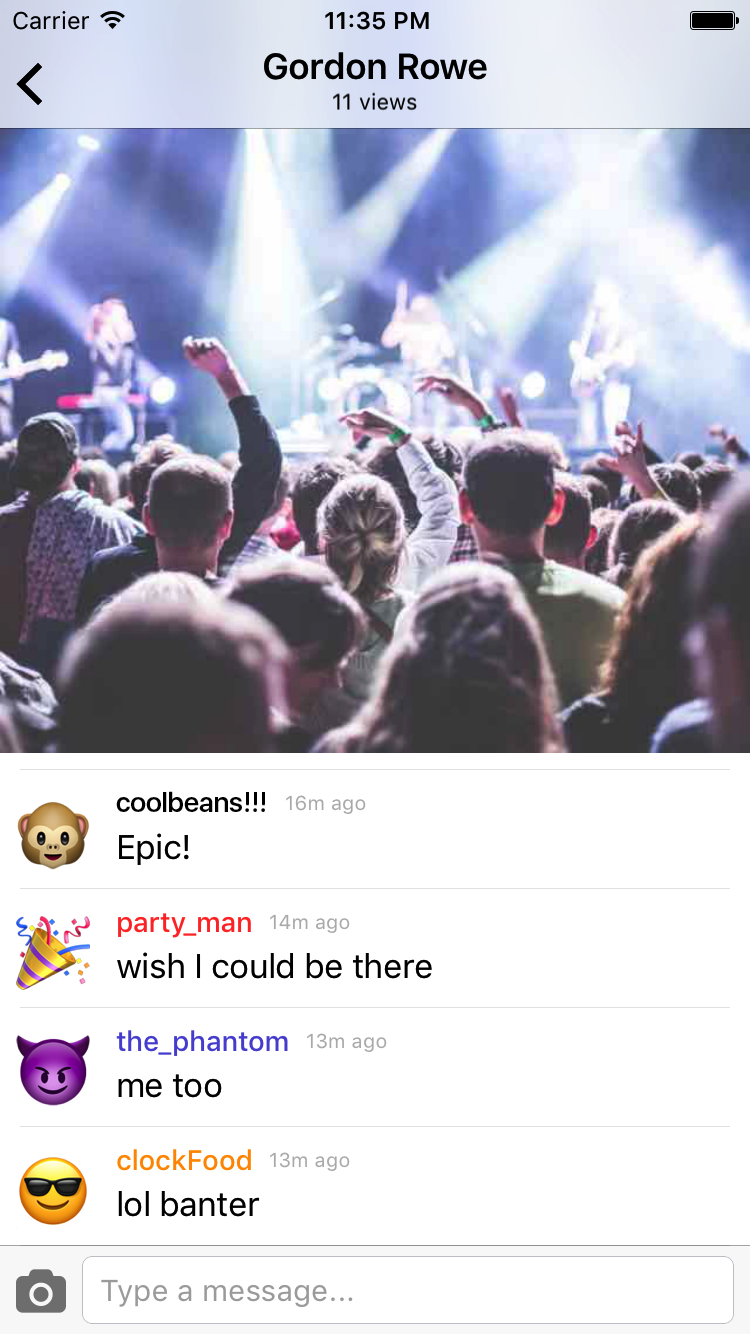 Carrier 11:35 PM
Gordon Rowe
11 views
coolbeans!!! 16m ago
Epic!
party_man 14m ago
wish I could be there
the_phantom 13m ago
me too
clockFood 13m ago
lol banter
Type a message...